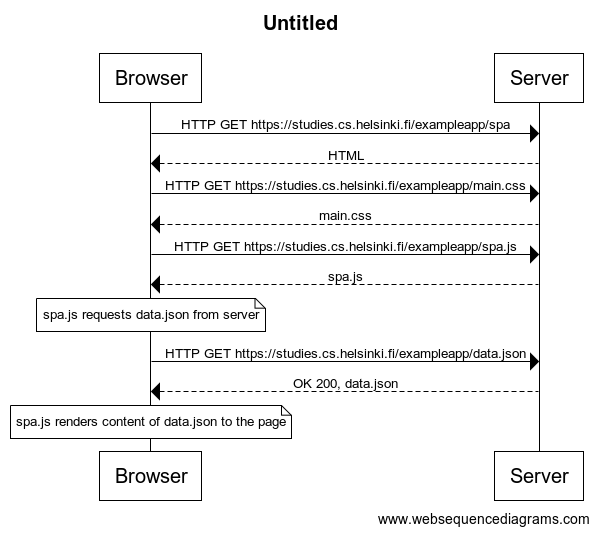 Untitled
Browser Server
HTTP GET https://studies.cs.helsinki.fi/exampleapp/spa
HTML
HTTP GET https://studies.cs.helsinki.fi/exampleapp/main.css
main.css
HTTP GET https://studies.cs.helsinki.fi/exampleapp/spa.js
spa.js
spa.js requests data.json from server
HTTP GET https://studies.cs.helsinki.fi/exampleapp/data.json
OK 200, data.json
spa.js renders content of data.json to the page
Browser Server
www.websequencediagrams.com